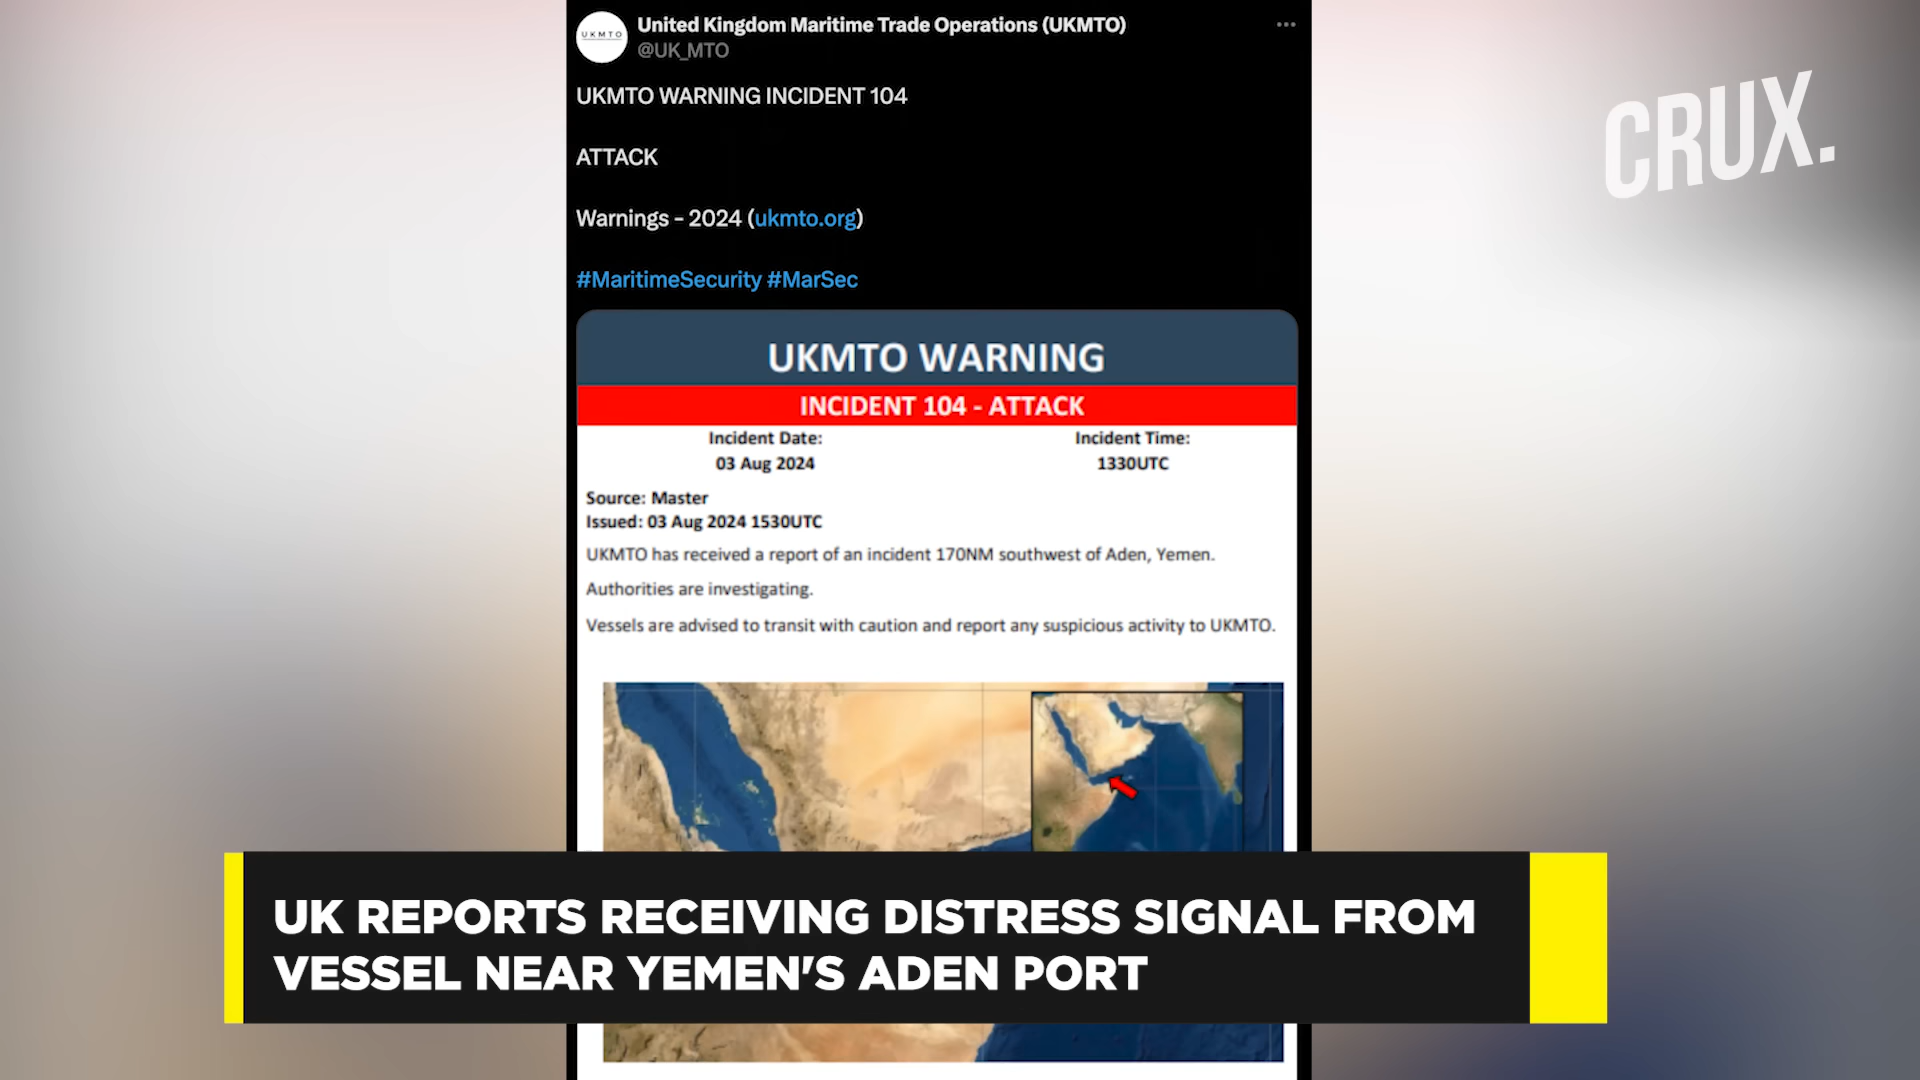 UKMTO
United Kingdom Maritime Trade Operations (UKMTO)
@UK_MTO
UKMTO WARNING INCIDENT 104
ATTACK
Warnings - 2024 (ukmto.org)
#MaritimeSecurity #MarSec
CRUX.
UKMTO WARNING
INCIDENT 104 - ATTACK
Incident Date:
03 Aug 2024
Incident Time:
1330UTC
Source: Master
Issued: 03 Aug 2024 1530UTC
UKMTO has received a report of an incident 170NM southwest of Aden, Yemen.
Authorities are investigating.
Vessels are advised to transit with caution and report any suspicious activity to UKMTO.
UK REPORTS RECEIVING DISTRESS SIGNAL FROM
VESSEL NEAR YEMEN'S ADEN PORT